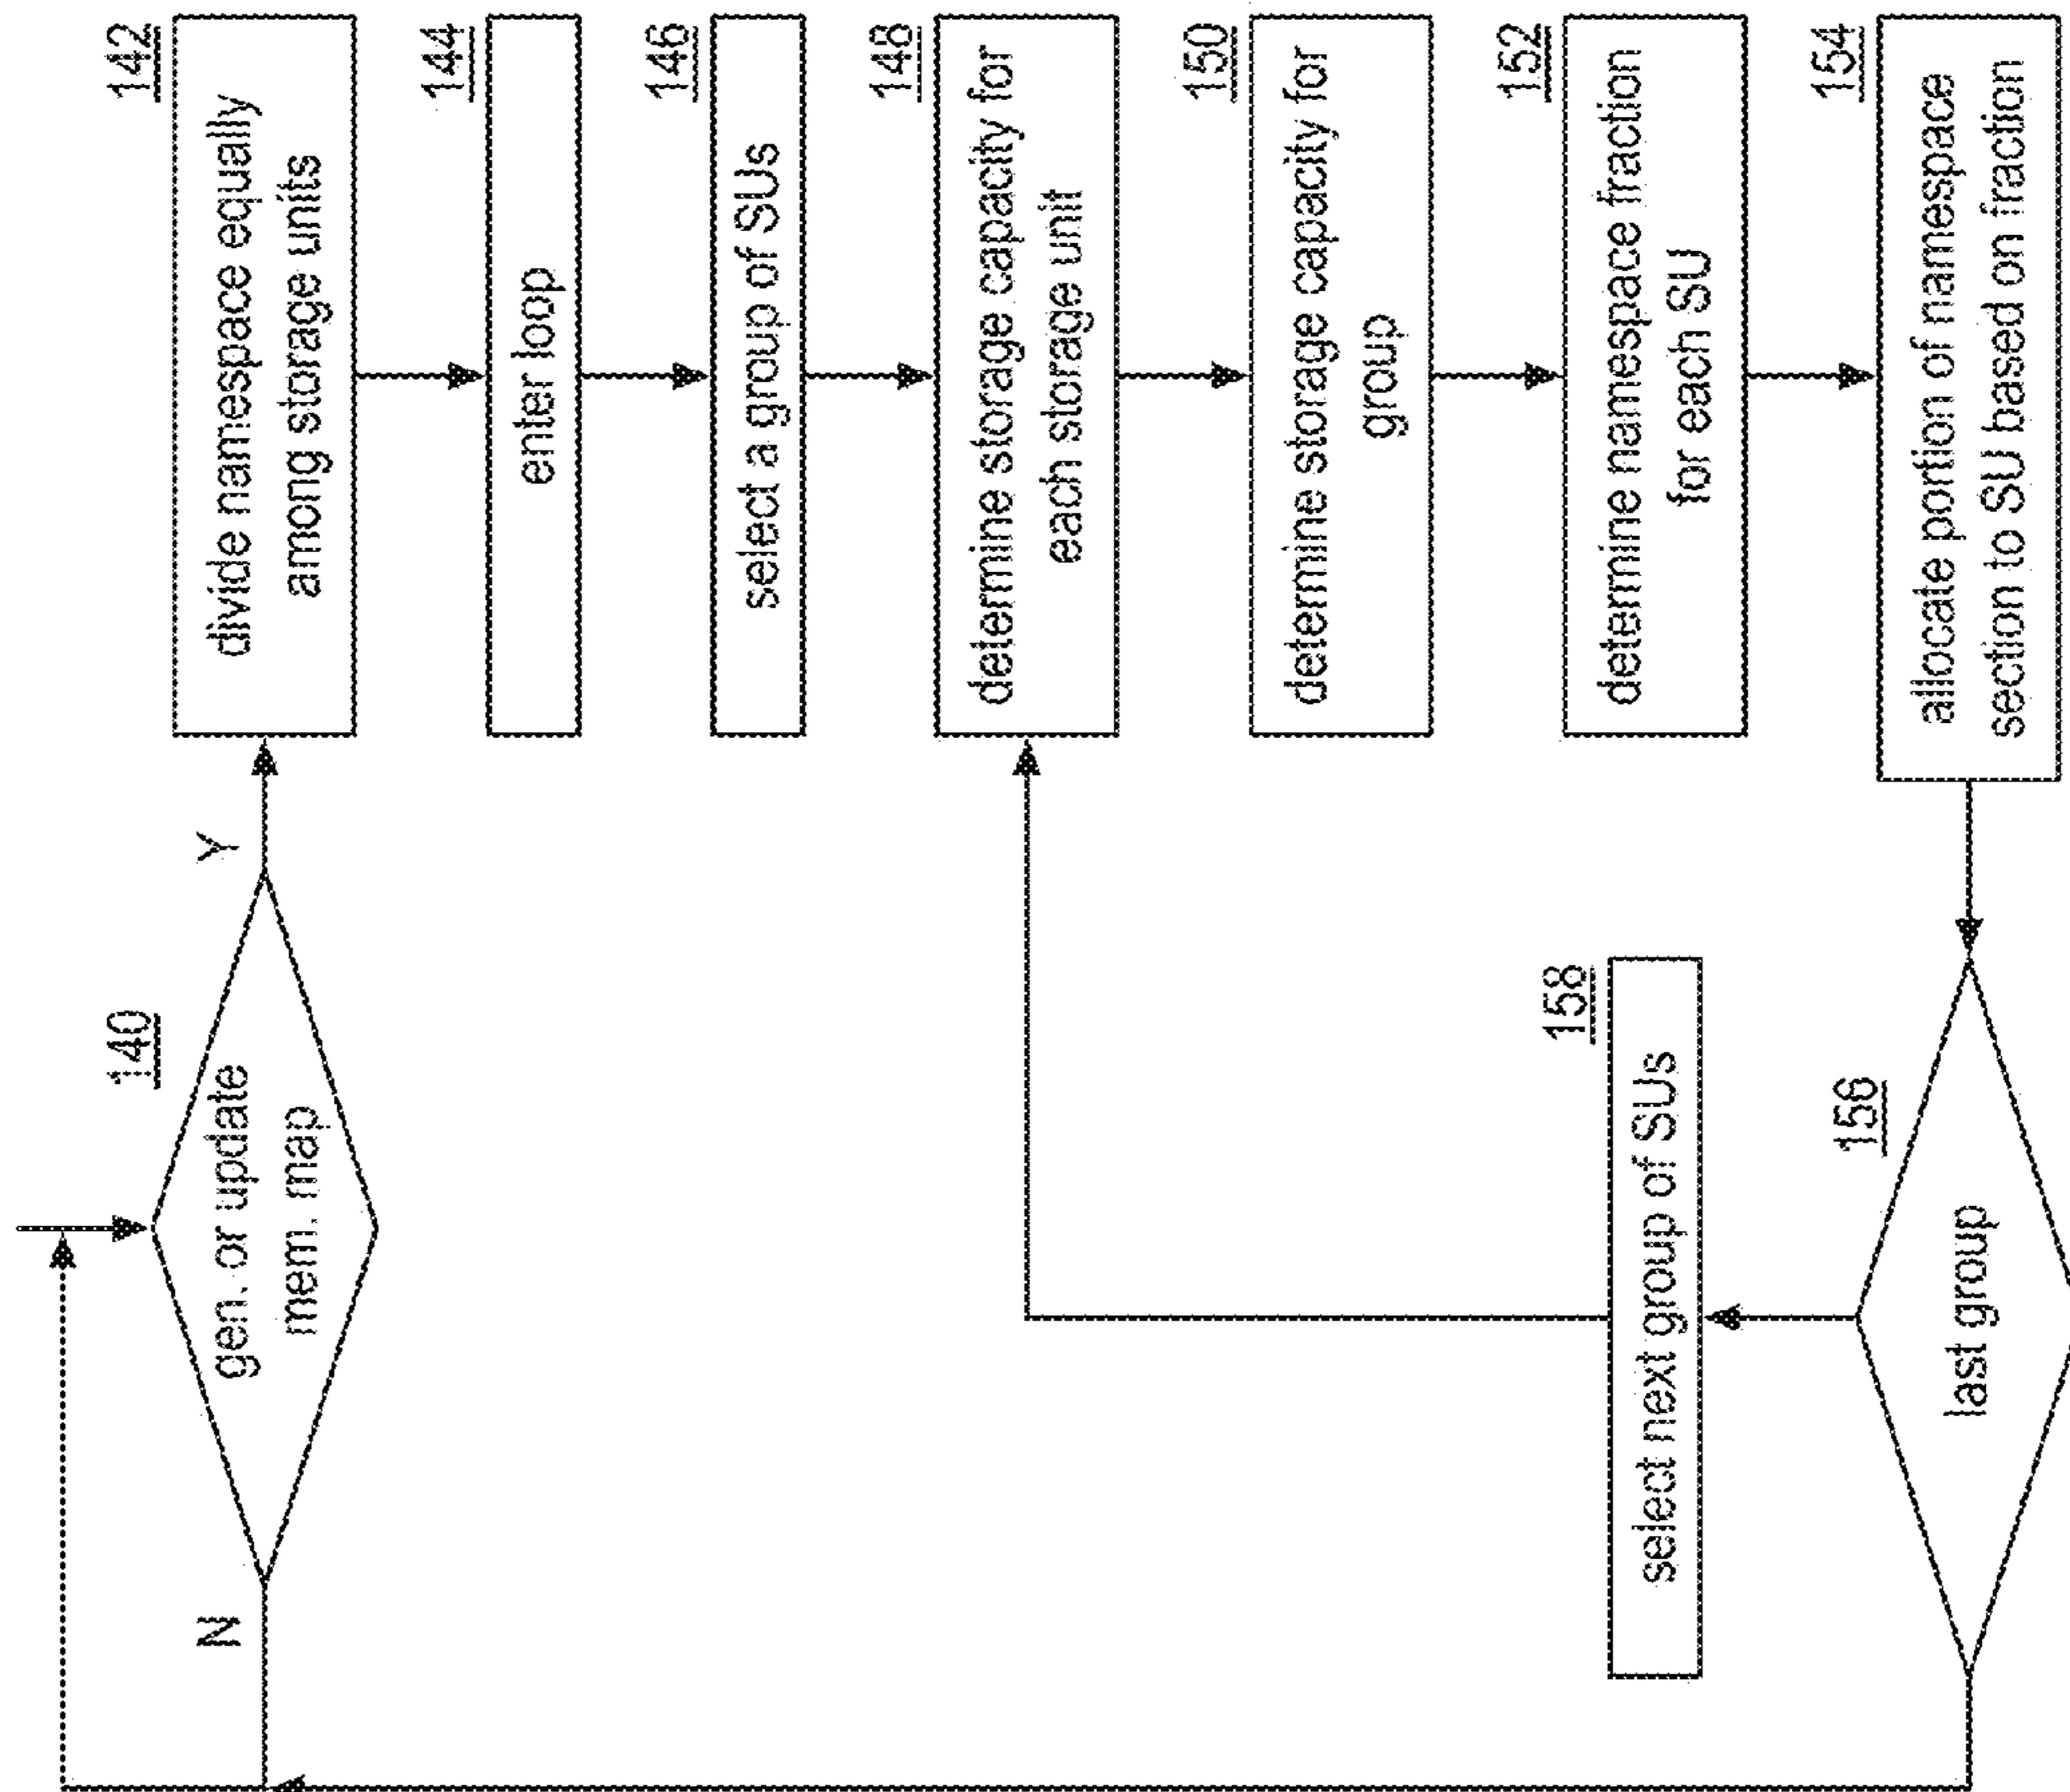 140
gen. or update
mem. map
N
Y
142
divide namespace equally
among storage units
144
enter loop
146
select a group of SUs
148
determine storage capacity for
each storage unit
150
determine storage capacity for
group
152
determine namespace fraction
for each SU
154
allocate portion of namespace
section to SU based on fraction
156
last group
158
select next group of SUs